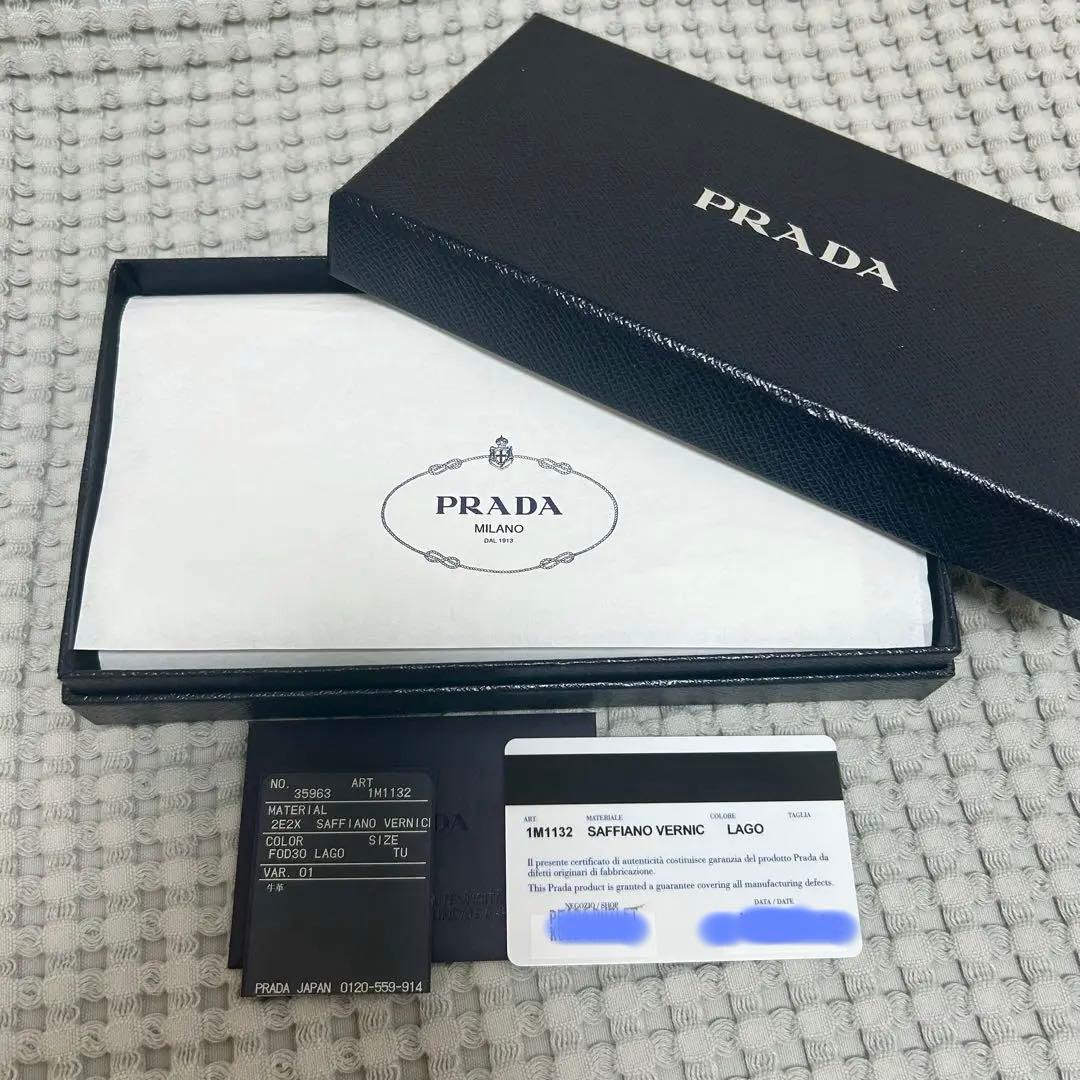 PRADA
PRADA
MILANO
DAL 1913
NO. 35963 ART 1M1132
MATERIAL
2E2X SAFFIANO VERNIC
COLOR SIZE
F0D30 LAGO TU
VAR. 01
牛革
PRADA JAPAN 0120-559-914
ART MATERIALE COLORE TAGLIA
1M1132 SAFFIANO VERNIC LAGO
Il presente certificato di autenticità costituisce garanzia del prodotto Prada da
difetti originari di fabbricazione.
This Prada product is granted a guarantee covering all manufacturing defects.
NEGOZIO / SHOP DATA / DATE